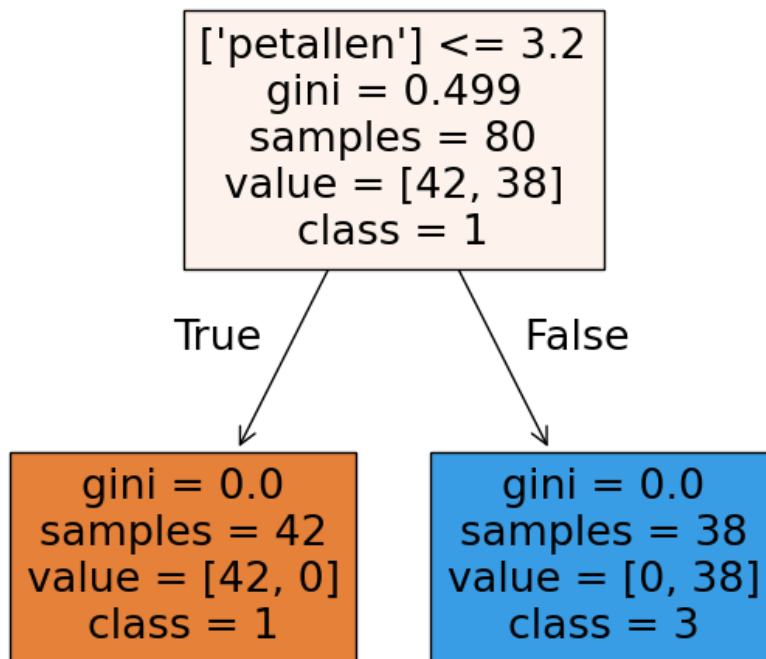 ['petallen'] <= 3.2
gini = 0.499
samples = 80
value = [42, 38]
class = 1
True
False
gini = 0.0
samples = 42
value = [42, 0]
class = 1
gini = 0.0
samples = 38
value = [0, 38]
class = 3